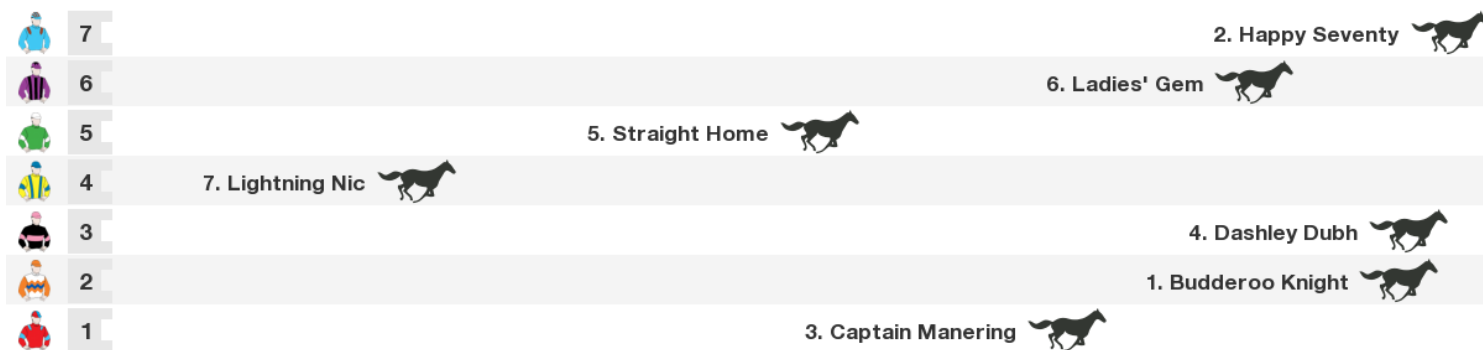 7 2. Happy Seventy
6 6. Ladies' Gem
5 5. Straight Home
4 7. Lightning Nic
3 4. Dashley Dubh
2 1. Budderoo Knight
1 3. Captain Manering